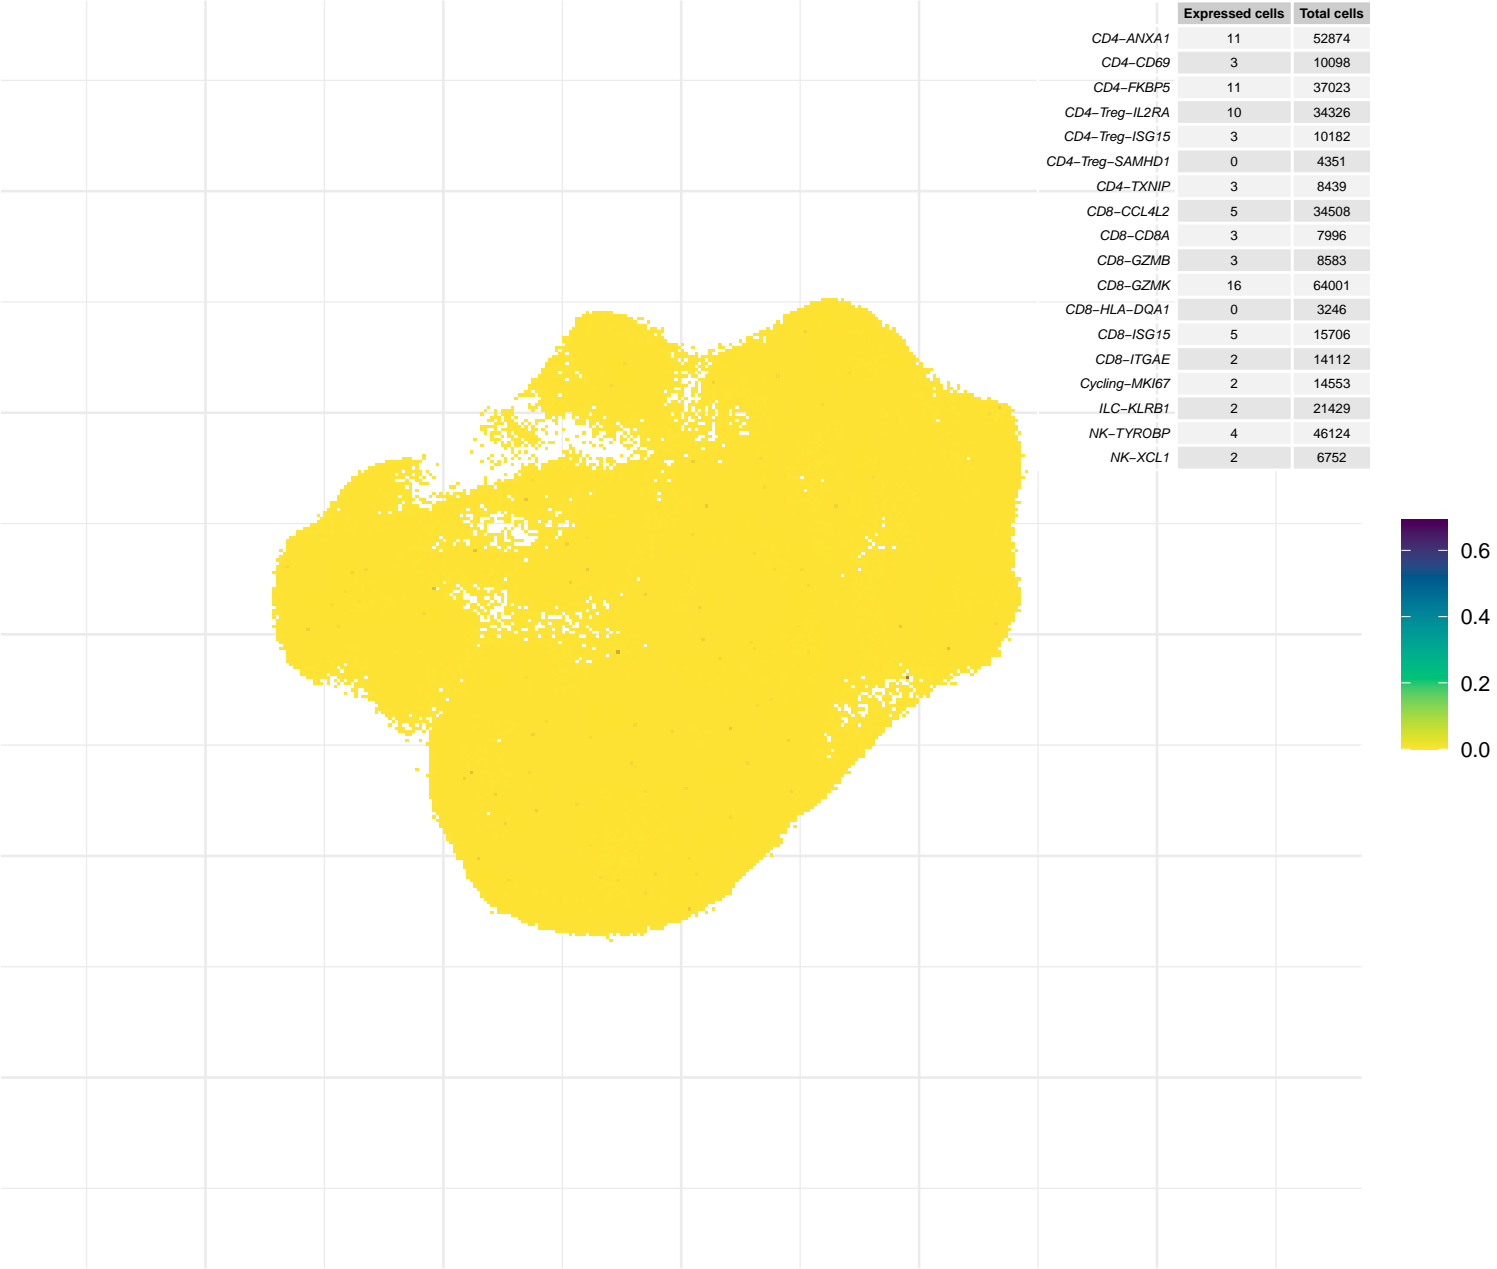 Expressed cells Total cells
CD4−ANXA1 11 52874
CD4−CD69 3 10098
CD4−FKBP5 11 37023
CD4−Treg−IL2RA 10 34326
CD4−Treg−ISG15 3 10182
CD4−Treg−SAMHD1 0 4351
CD4−TXNIP 3 8439
CD8−CCL4L2 5 34508
CD8−CD8A 3 7996
CD8−GZMB 3 8583
CD8−GZMK 16 64001
CD8−HLA−DQA1 0 3246
CD8−ISG15 5 15706
CD8−ITGAE 2 14112
Cycling−MKI67 2 14553
ILC−KLRB1 2 21429
NK−TYROBP 4 46124
NK−XCL1 2 6752
0.6
0.4
0.2
0.0